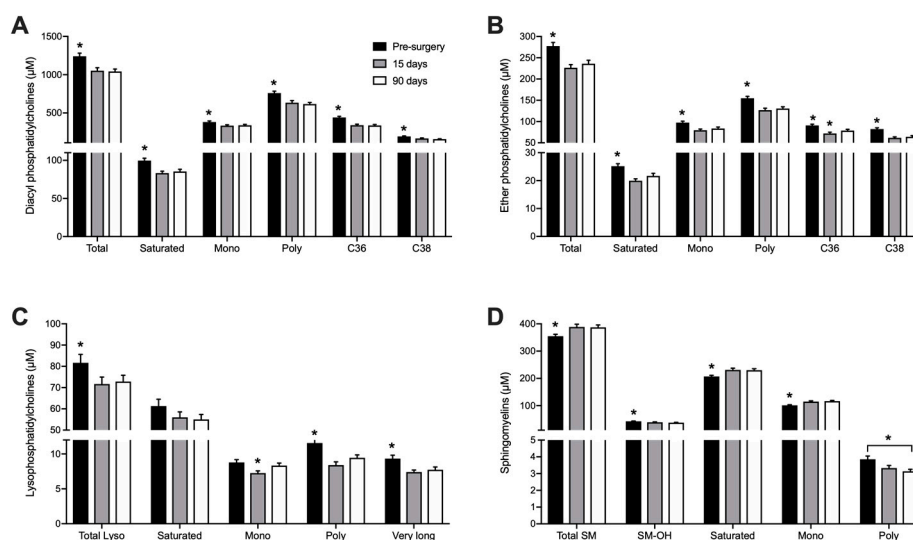 A
Diacyl phosphatidylcholines (µM)
1500
1000
500
100
50
0
*
*
*
*
*
*
Pre-surgery
15 days
90 days
Total
Saturated
Mono
Poly
C36
C38
B
Ether phosphatidylcholines (µM)
300
250
200
150
100
50
30
20
10
0
*
*
*
*
*
*
*
Total
Saturated
Mono
Poly
C36
C38
C
Lysophosphatidylcholines (µM)
100
90
80
70
60
50
15
10
5
0
*
*
*
*
Total Lyso
Saturated
Mono
Poly
Very long
D
Sphingomyelins (µM)
400
300
200
100
5
4
3
2
1
0
*
*
*
*
*
Total SM
SM-OH
Saturated
Mono
Poly